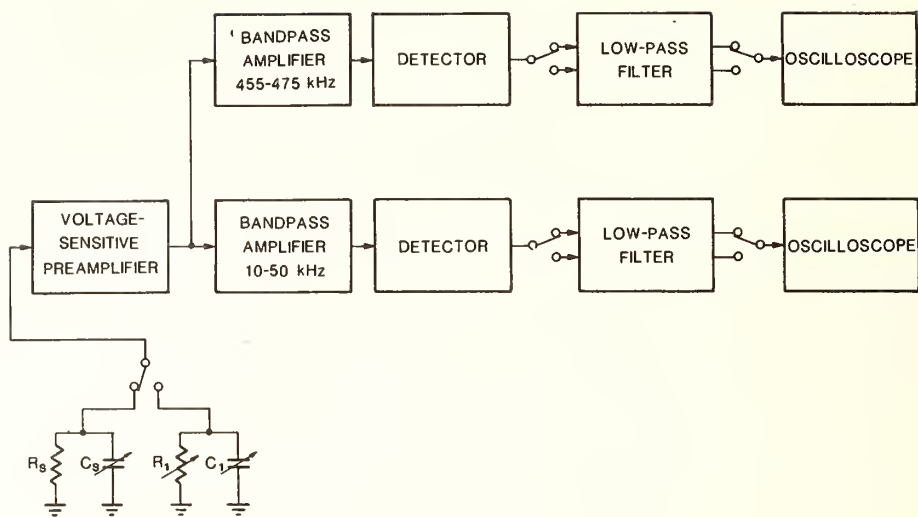 BANDPASS
AMPLIFIER
455-475 kHz
DETECTOR
LOW-PASS
FILTER
OSCILLOSCOPE
VOLTAGE-
SENSITIVE
PREAMPLIFIER
BANDPASS
AMPLIFIER
10-50 kHz
DETECTOR
LOW-PASS
FILTER
OSCILLOSCOPE
RS CS R1 C1